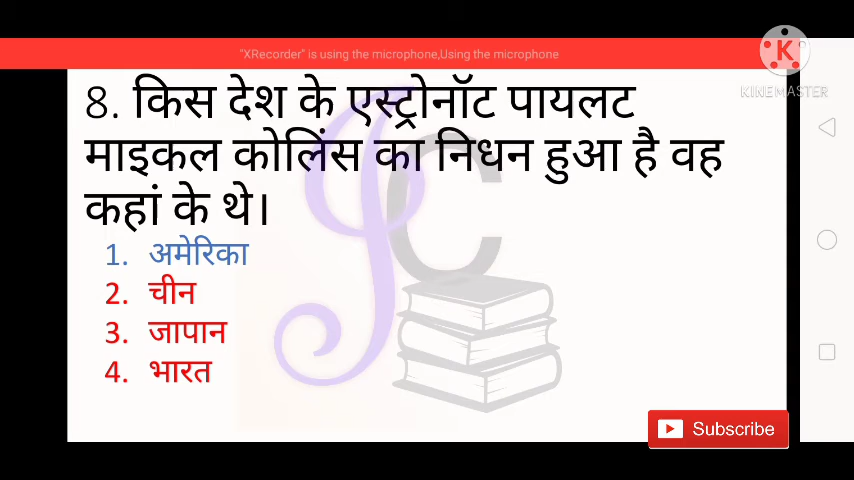 "XRecorder" is using the microphone,Using the microphone
K
KINEMASTER
8. किस देश के एस्ट्रोनॉट पायलट
माइकल कोलिंस का निधन हुआ है वह
कहां के थे।
1. अमेरिका
2. चीन
3. जापान
4. भारत
JC
Subscribe